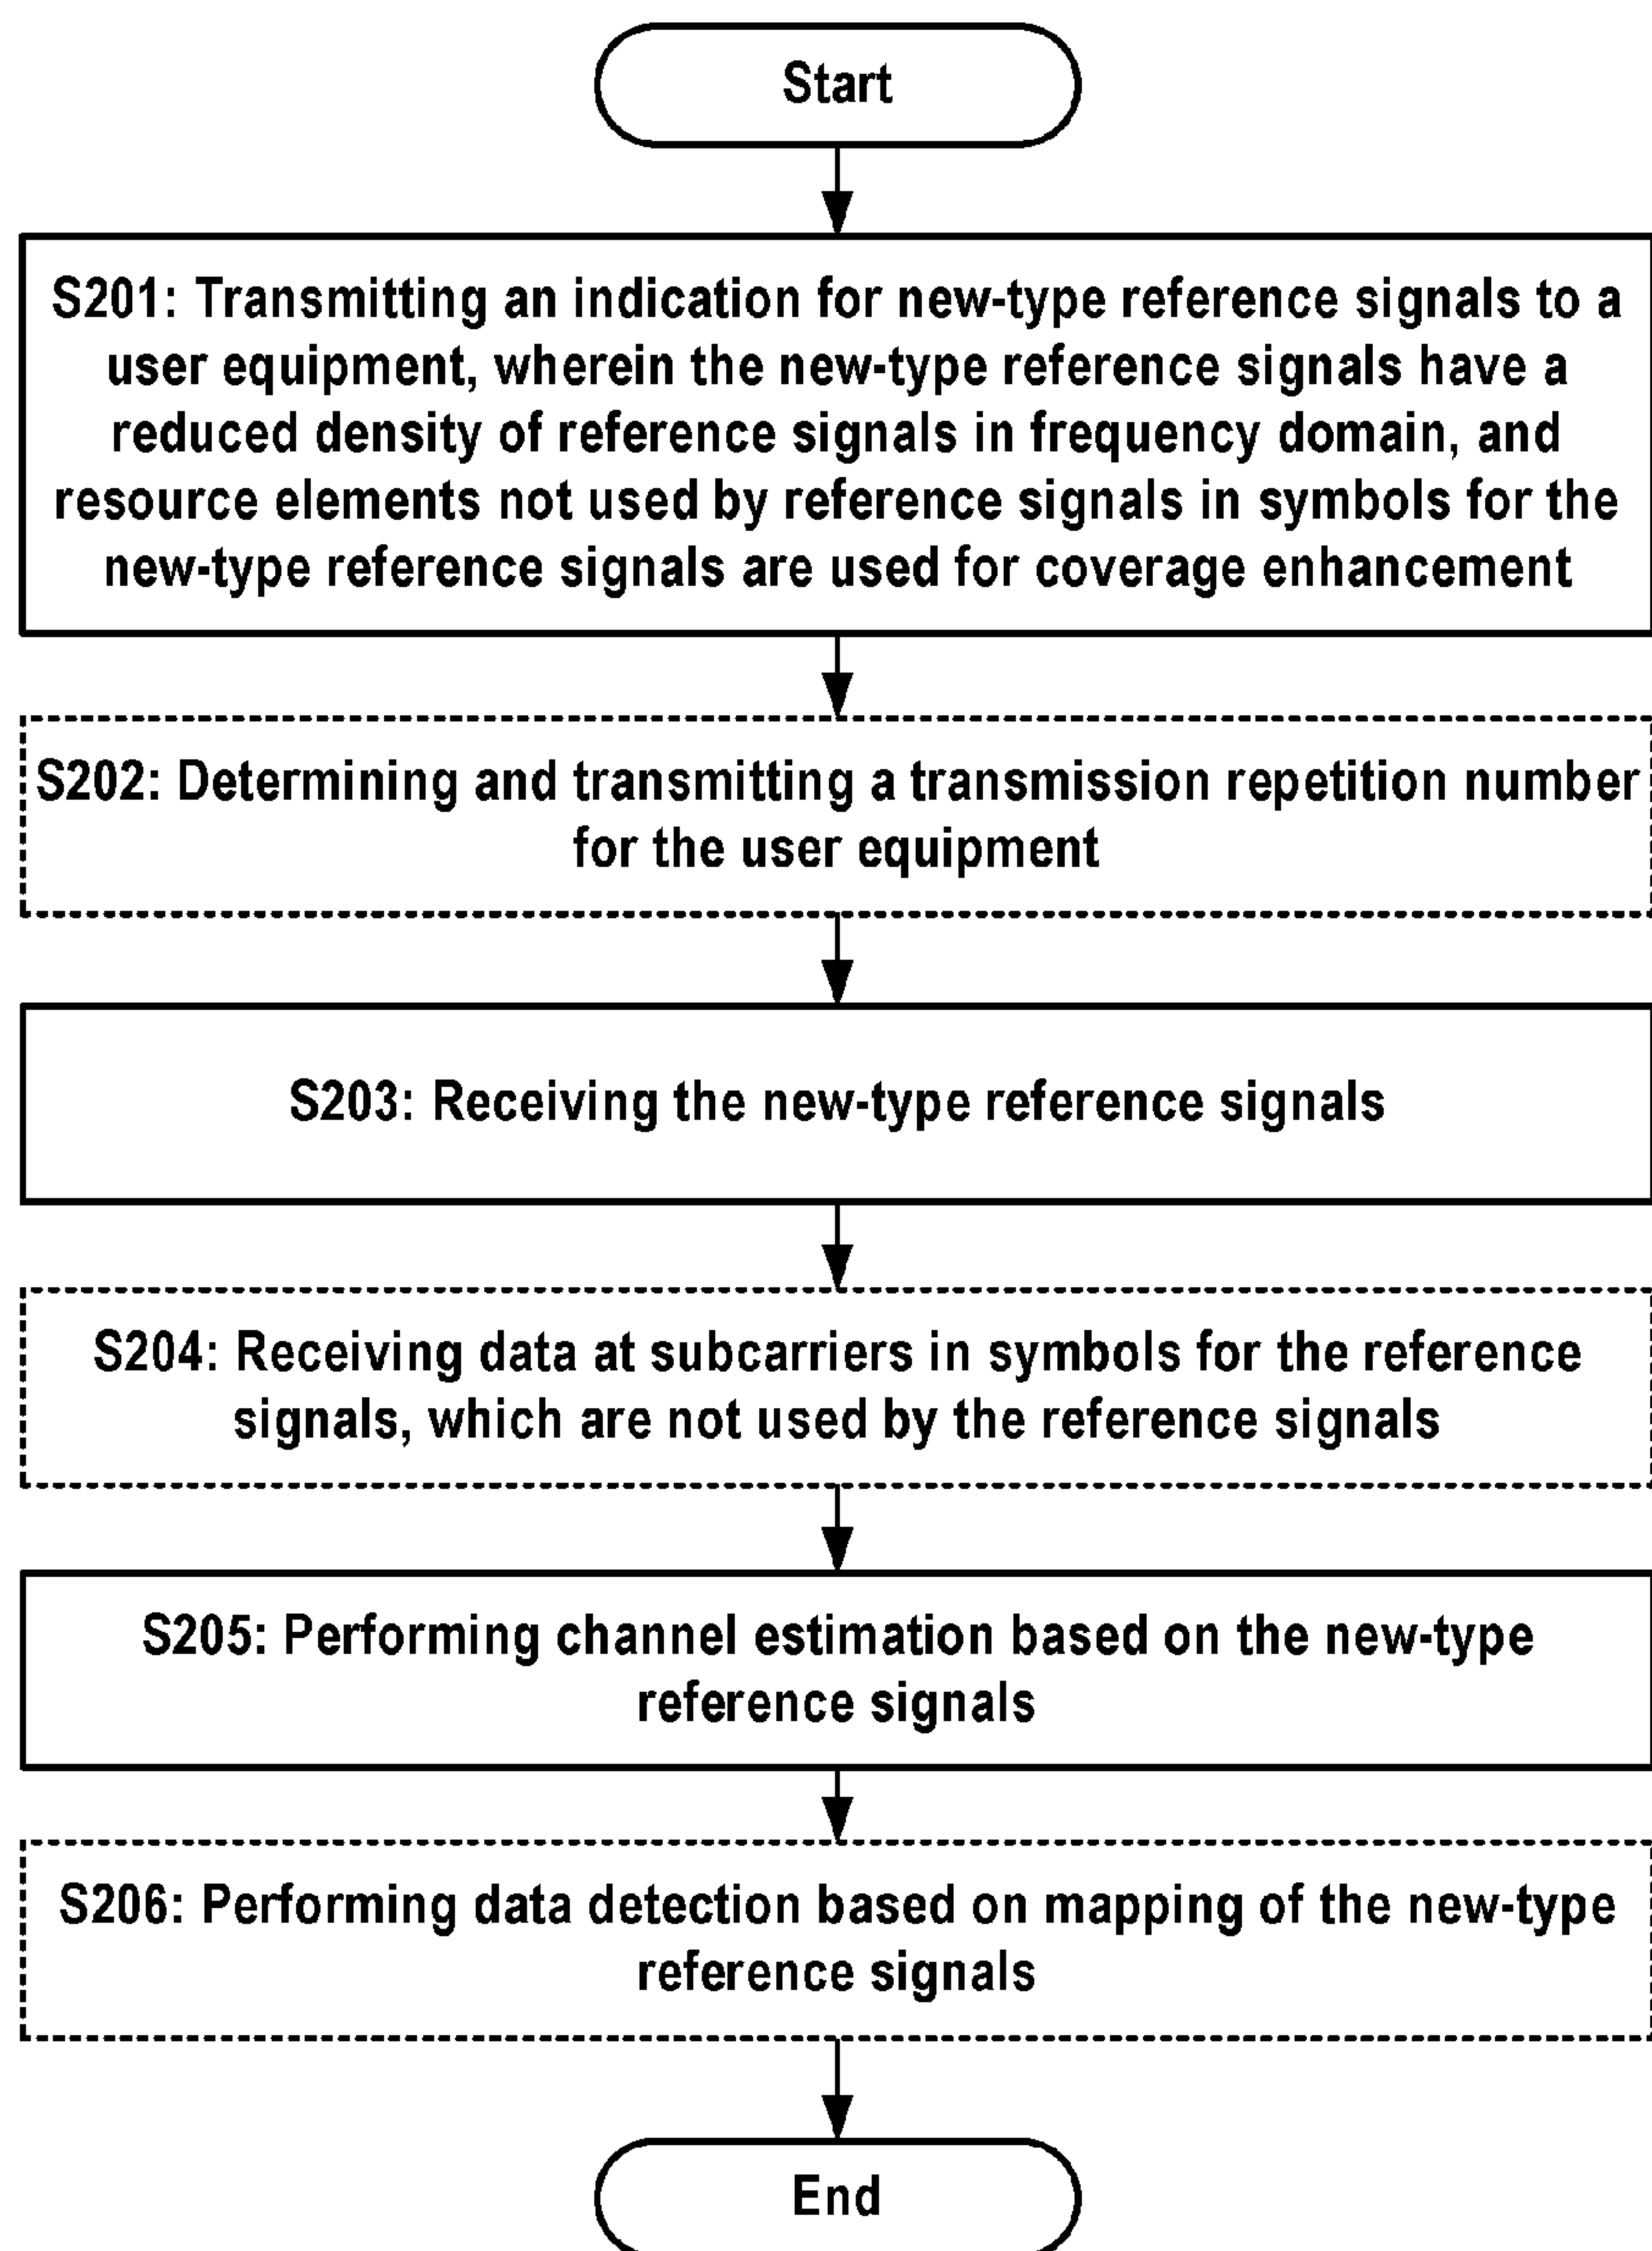 Start
S201: Transmitting an indication for new-type reference signals to a
user equipment, wherein the new-type reference signals have a
reduced density of reference signals in frequency domain, and
resource elements not used by reference signals in symbols for the
new-type reference signals are used for coverage enhancement
S202: Determining and transmitting a transmission repetition number
for the user equipment
S203: Receiving the new-type reference signals
S204: Receiving data at subcarriers in symbols for the reference
signals, which are not used by the reference signals
S205: Performing channel estimation based on the new-type
reference signals
S206: Performing data detection based on mapping of the new-type
reference signals
End